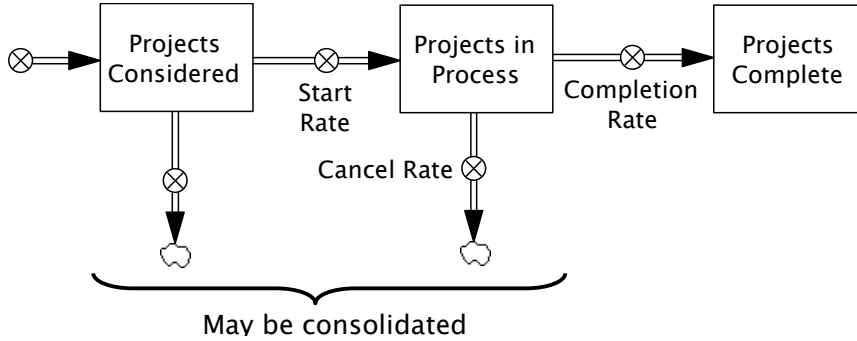 Projects
Considered
Start
Rate
Projects in
Process
Cancel Rate
Completion
Rate
Projects
Complete
May be consolidated